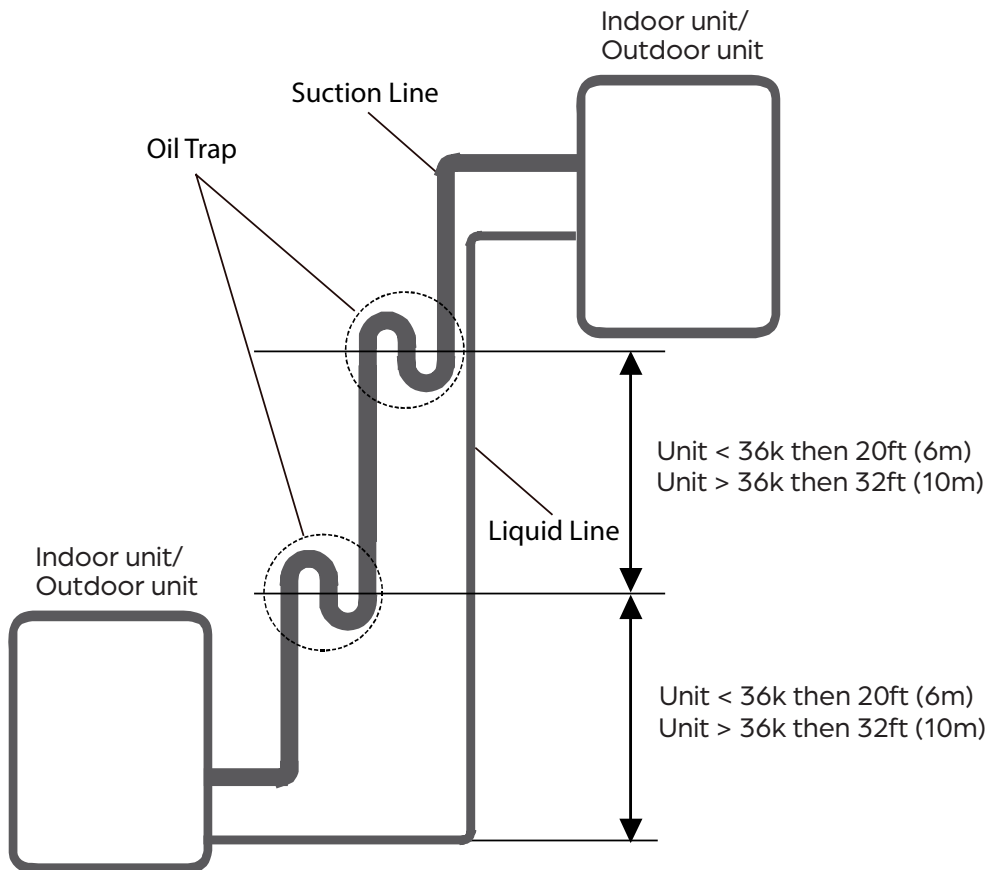 Indoor unit/
Outdoor unit
Suction Line
Oil Trap
Unit < 36k then 20ft (6m)
Unit > 36k then 32ft (10m)
Liquid Line
Indoor unit/
Outdoor unit
Unit < 36k then 20ft (6m)
Unit > 36k then 32ft (10m)